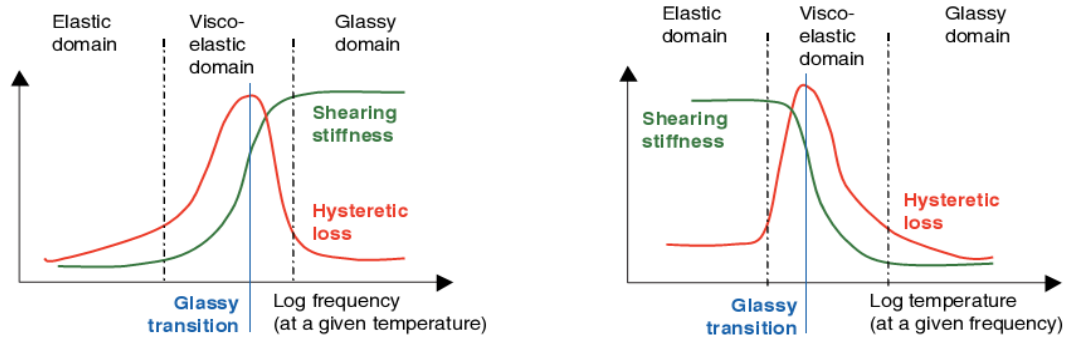 Elastic
domain
Visco-
elastic
domain
Glassy
domain
Shearing
stiffness
Hysteretic
loss
Glassy
transition
Log frequency
(at a given temperature)
Elastic
domain
Visco-
elastic
domain
Glassy
domain
Shearing
stiffness
Hysteretic
loss
Glassy
transition
Log temperature
(at a given frequency)